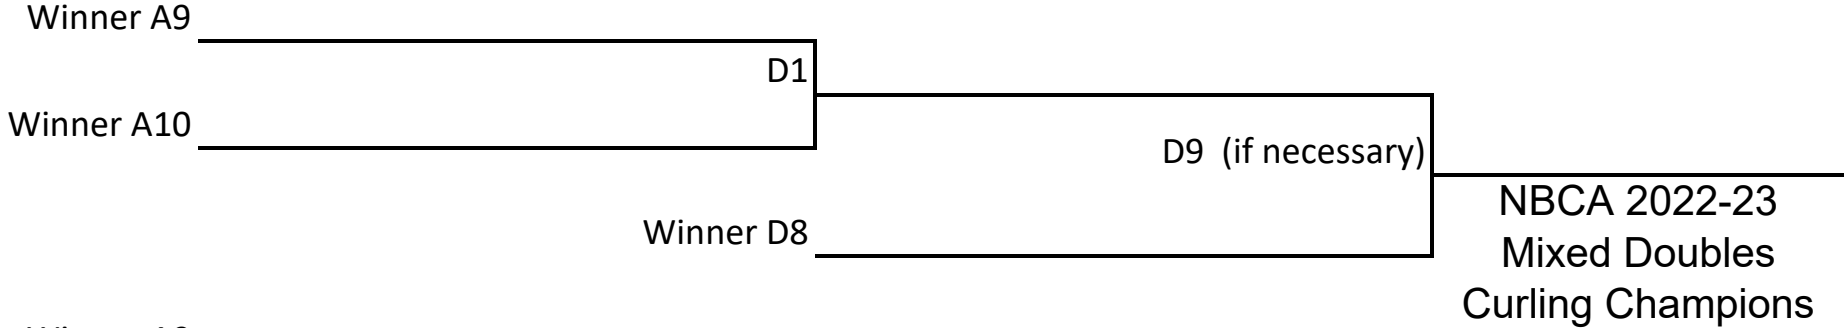 Winner A9
D1
Winner A10
D9 (if necessary)
Winner D8
NBCA 2022-23
Mixed Doubles
Curling Champions